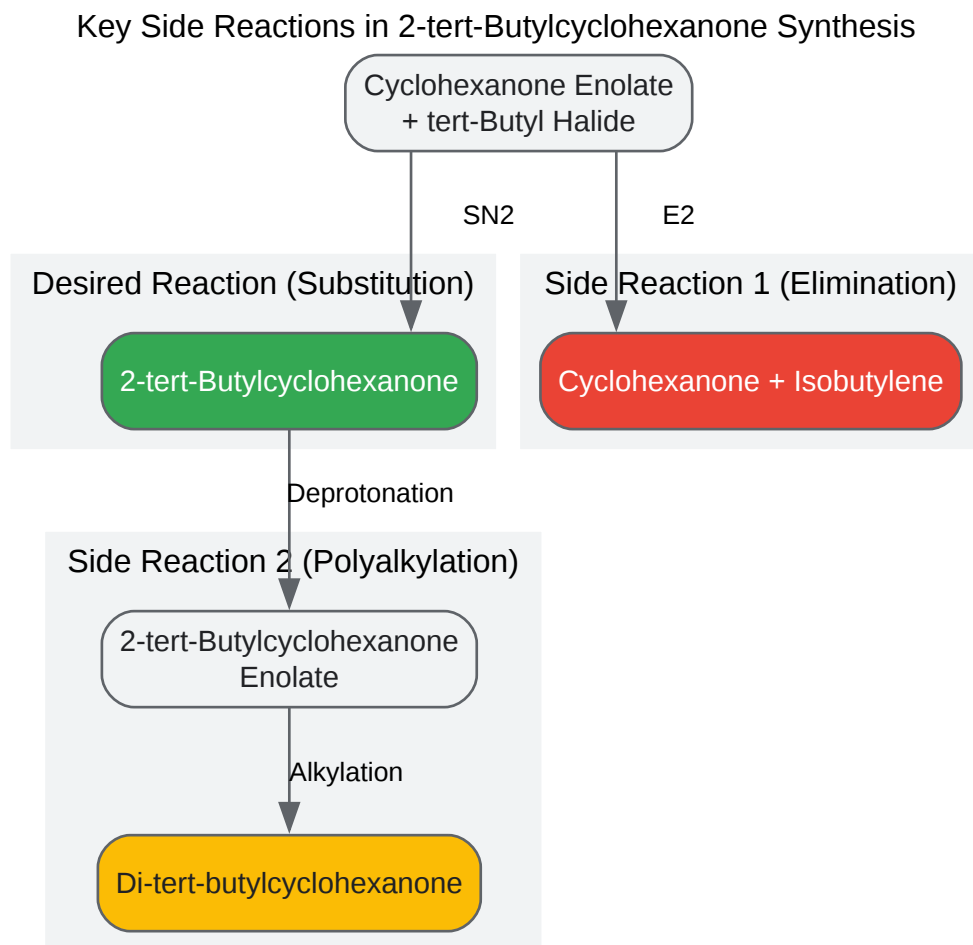 Key Side Reactions in 2-tert-Butylcyclohexanone Synthesis
Cyclohexanone Enolate
+ tert-Butyl Halide
SN2
E2
Desired Reaction (Substitution)
Side Reaction 1 (Elimination)
2-tert-Butylcyclohexanone
Cyclohexanone + Isobutylene
Deprotonation
Side Reaction 2 (Polyalkylation)
2-tert-Butylcyclohexanone
Enolate
Alkylation
Di-tert-butylcyclohexanone